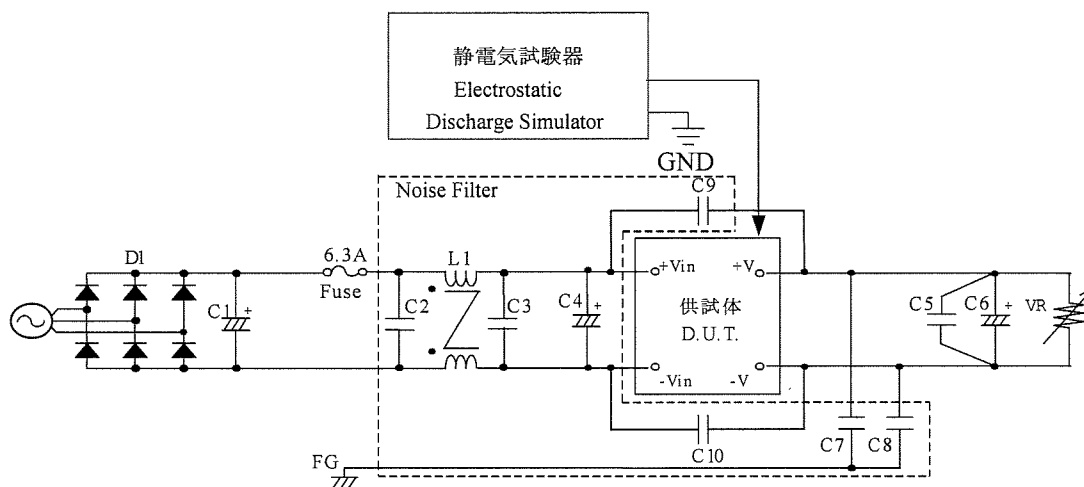 静電気試験器
Electrostatic
Discharge Simulator
GND
Noise Filter
C9
D1
6.3A
Fuse
L1
C1
+
C2
C3
C4
+
+Vin
+V
供試体
D.U.T.
-Vin
-V
C5
C6
+
VR
C10
C7
C8
FG